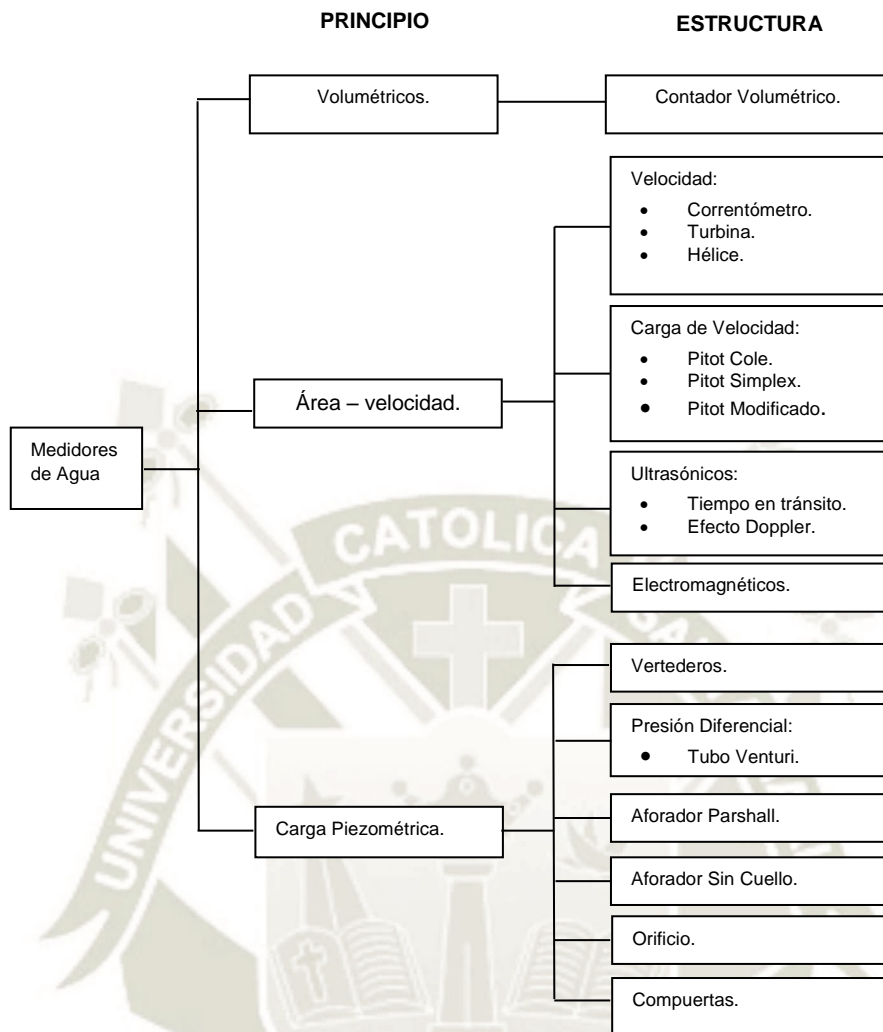 PRINCIPIO
ESTRUCTURA
Volumétricos.
Contador Volumétrico.
Velocidad:
• Correntómetro.
• Turbina.
• Hélice.
Carga de Velocidad:
• Pitot Cole.
• Pitot Simplex.
• Pitot Modificado.
Área – velocidad.
Medidores
de Agua
Ultrasónicos:
• Tiempo en tránsito.
• Efecto Doppler.
Electromagnéticos.
Vertederos.
Presión Diferencial:
• Tubo Venturi.
Carga Piezométrica.
Aforador Parshall.
Aforador Sin Cuello.
Orificio.
Compuertas.
UNIVERSIDAD
CATOLICA